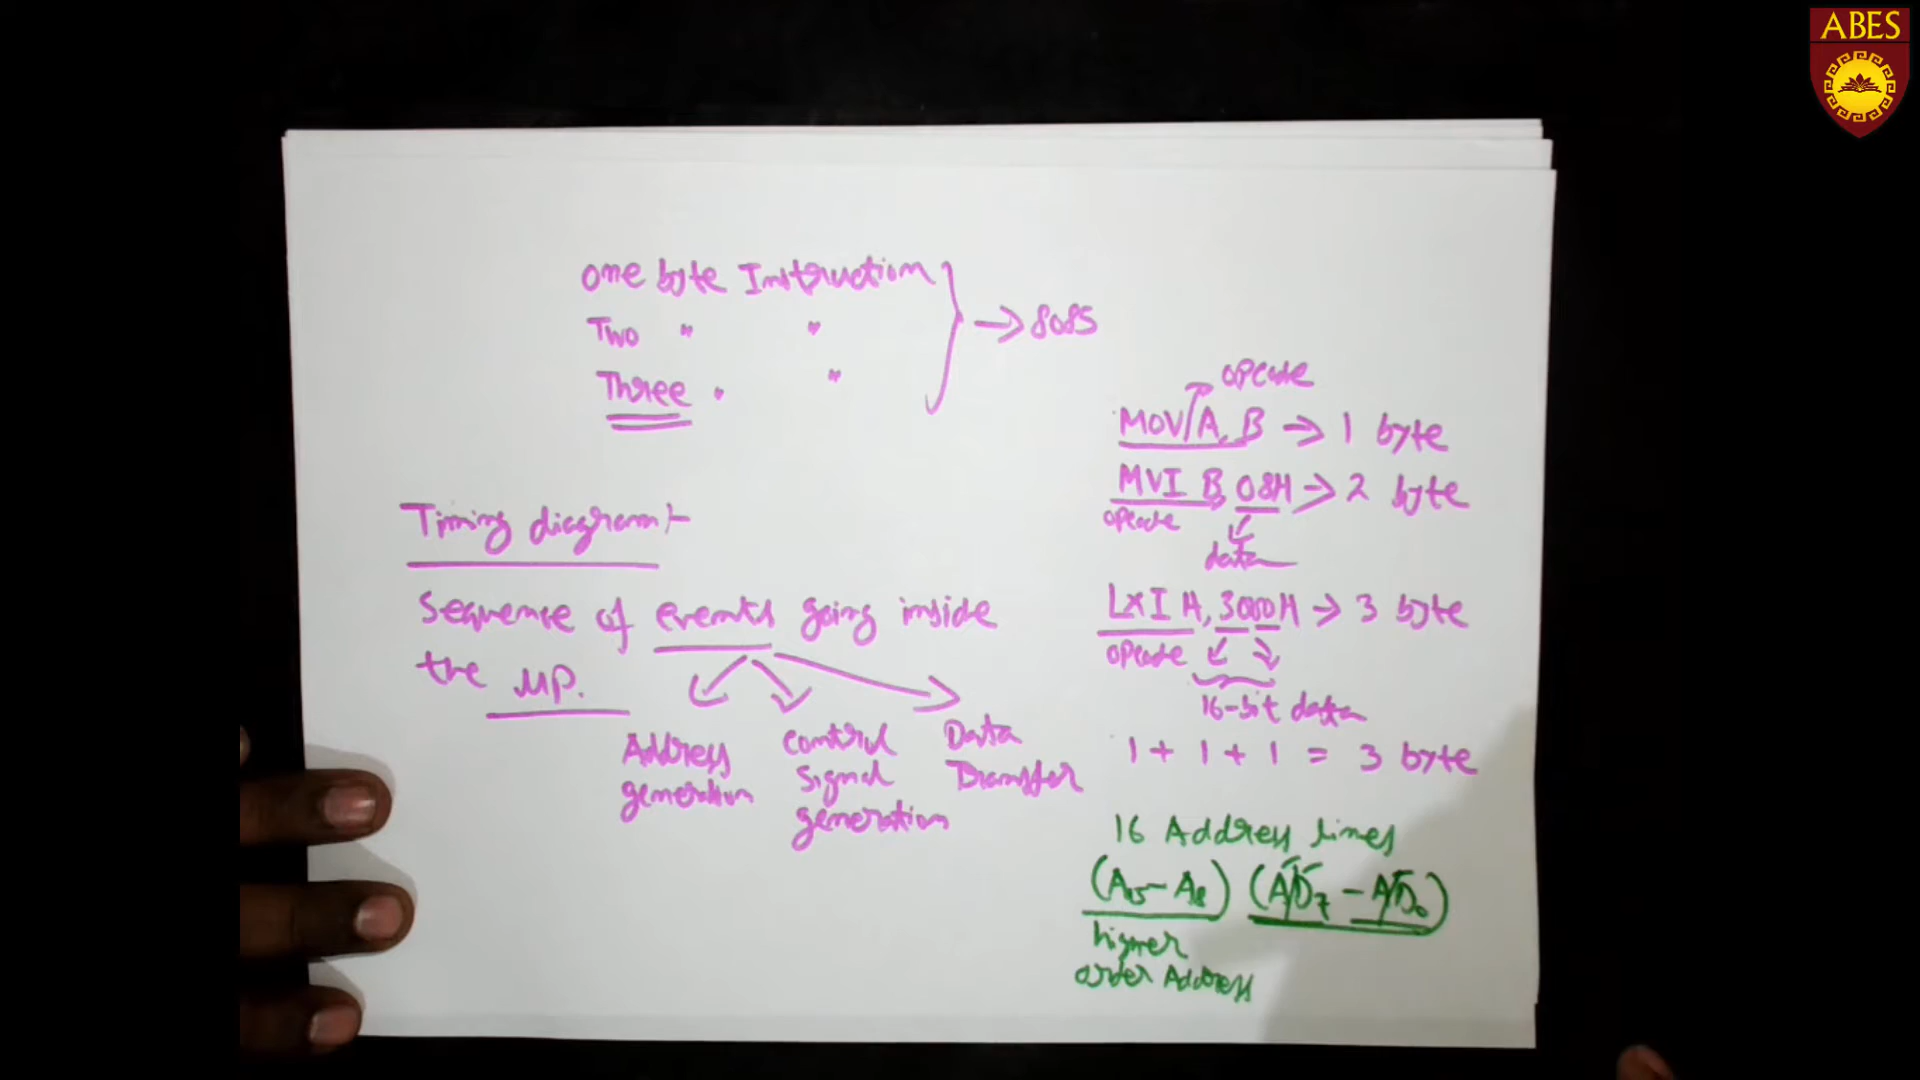 ABES
One byte Instruction
Two " "
Three " "
→ 8085
Timing diagram:-
Sequence of events going inside
the μP.
Address
generation
Control
Signal
generation
Data
Transfer
opcode
MOV A, B → 1 byte
MVI B, 08H → 2 byte
opcode
data
LXI H, 3000H → 3 byte
opcode
16-bit data
1 + 1 + 1 = 3 byte
16 Address lines
(A15-A8) (AD7 - AD0)
higher
order Address